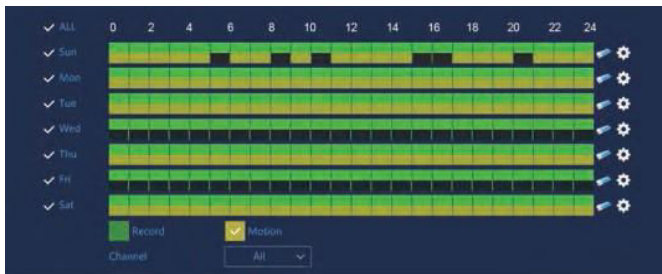 ALL 0 2 4 6 8 10 12 14 16 18 20 22 24
Sun
Mon
Tue
Wed
Thu
Fri
Sat
Record Motion
Channel All